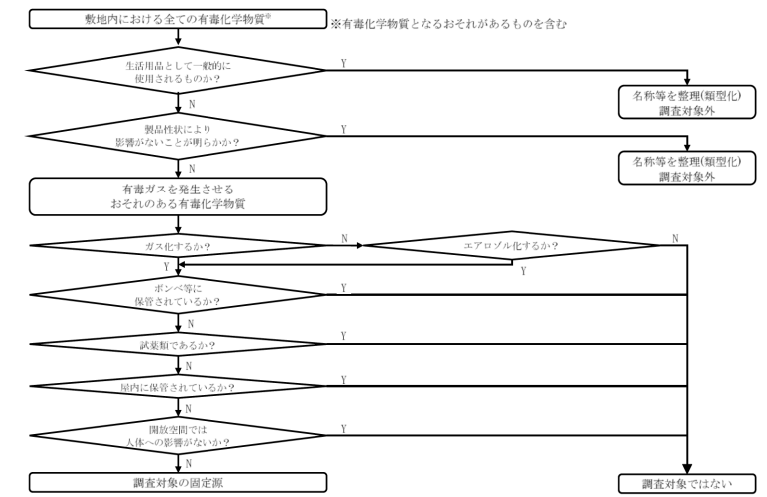 敷地内における全ての有毒化学物質※
※有毒化学物質となるおそれがあるものを含む
生活用品として一般的に
使用されるものか？
Y
名称等を整理(類型化)
調査対象外
N
製品性状により
影響がないことが明らかか？
Y
名称等を整理(類型化)
調査対象外
N
有毒ガスを発生させる
おそれのある有毒化学物質
ガス化するか？
N
エアロゾル化するか？
N
Y
Y
ボンベ等に
保管されているか？
Y
N
試薬類であるか？
Y
N
屋内に保管されているか？
Y
N
開放空間では
人体への影響がないか？
Y
N
調査対象の固定源
調査対象ではない